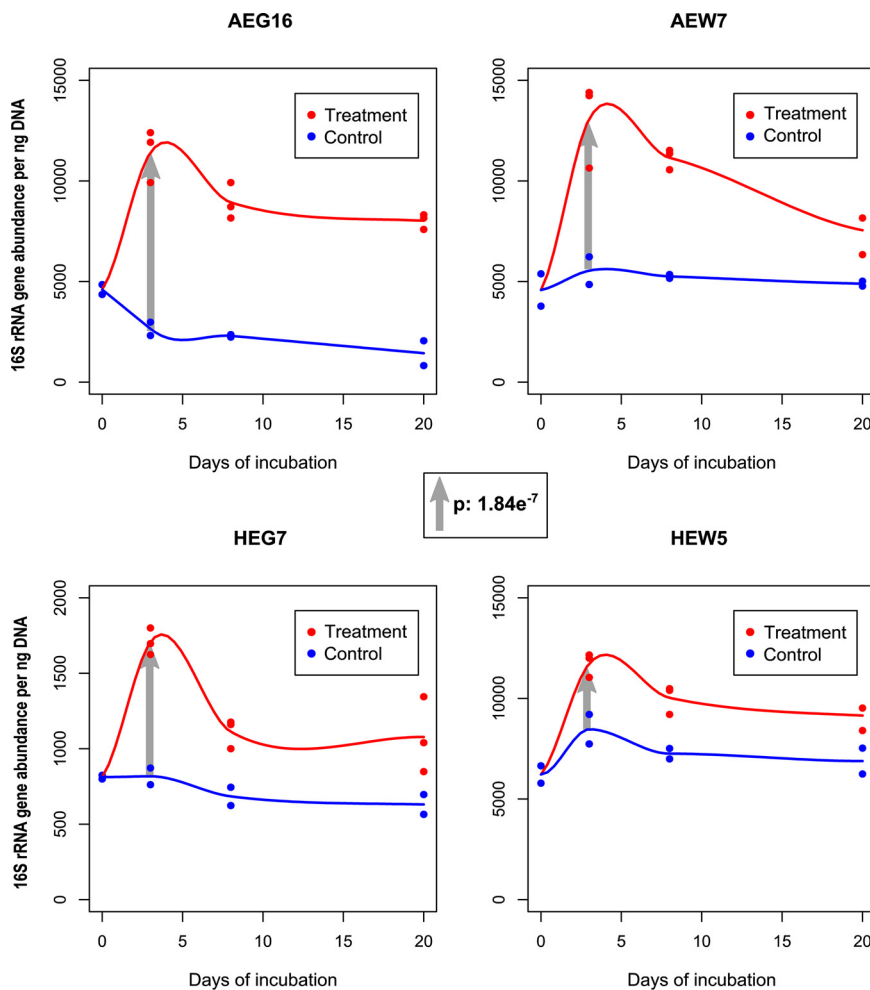 AEG16
16S rRNA gene abundance per ng DNA
15000
10000
5000
0
Treatment
Control
0 5 10 15 20
Days of incubation
AEW7
15000
10000
5000
0
Treatment
Control
0 5 10 15 20
Days of incubation
p: 1.84e-7
HEG7
16S rRNA gene abundance per ng DNA
2000
1500
1000
500
0
Treatment
Control
0 5 10 15 20
Days of incubation
HEW5
15000
10000
5000
0
Treatment
Control
0 5 10 15 20
Days of incubation